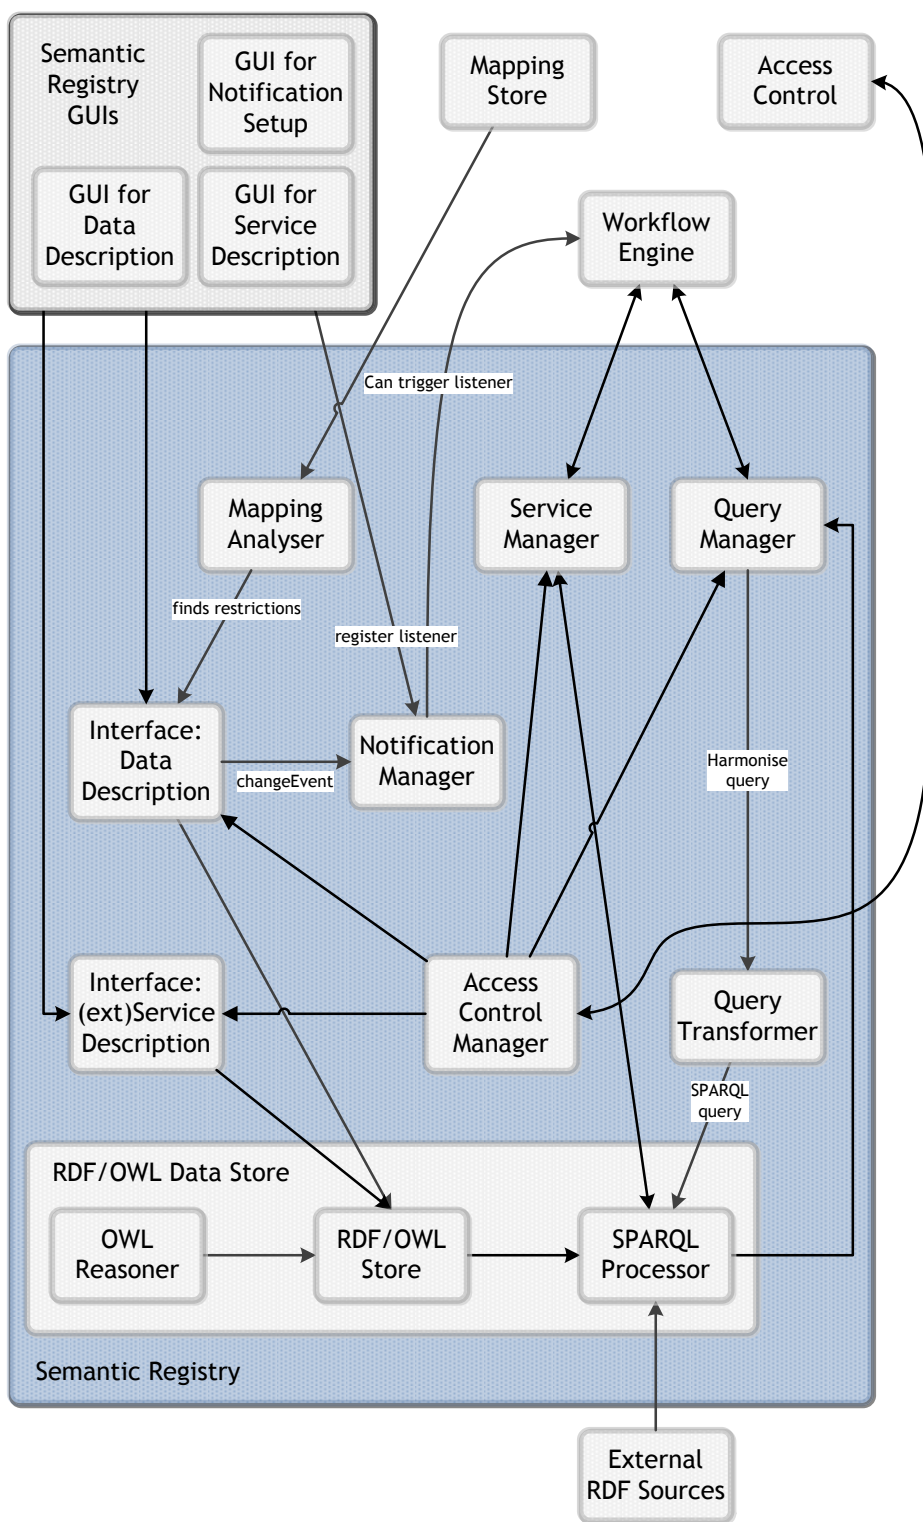 Semantic
Registry
GUIs
GUI for
Notification
Setup
GUI for
Data
Description
GUI for
Service
Description
Mapping
Store
Access
Control
Workflow
Engine
Can trigger listener
Mapping
Analyser
Service
Manager
Query
Manager
finds restrictions
register listener
Interface:
Data
Description
changeEvent
Notification
Manager
Harmonise
query
Interface:
(ext)Service
Description
Access
Control
Manager
Query
Transformer
SPARQL
query
RDF/OWL Data Store
OWL
Reasoner
RDF/OWL
Store
SPARQL
Processor
Semantic Registry
External
RDF Sources